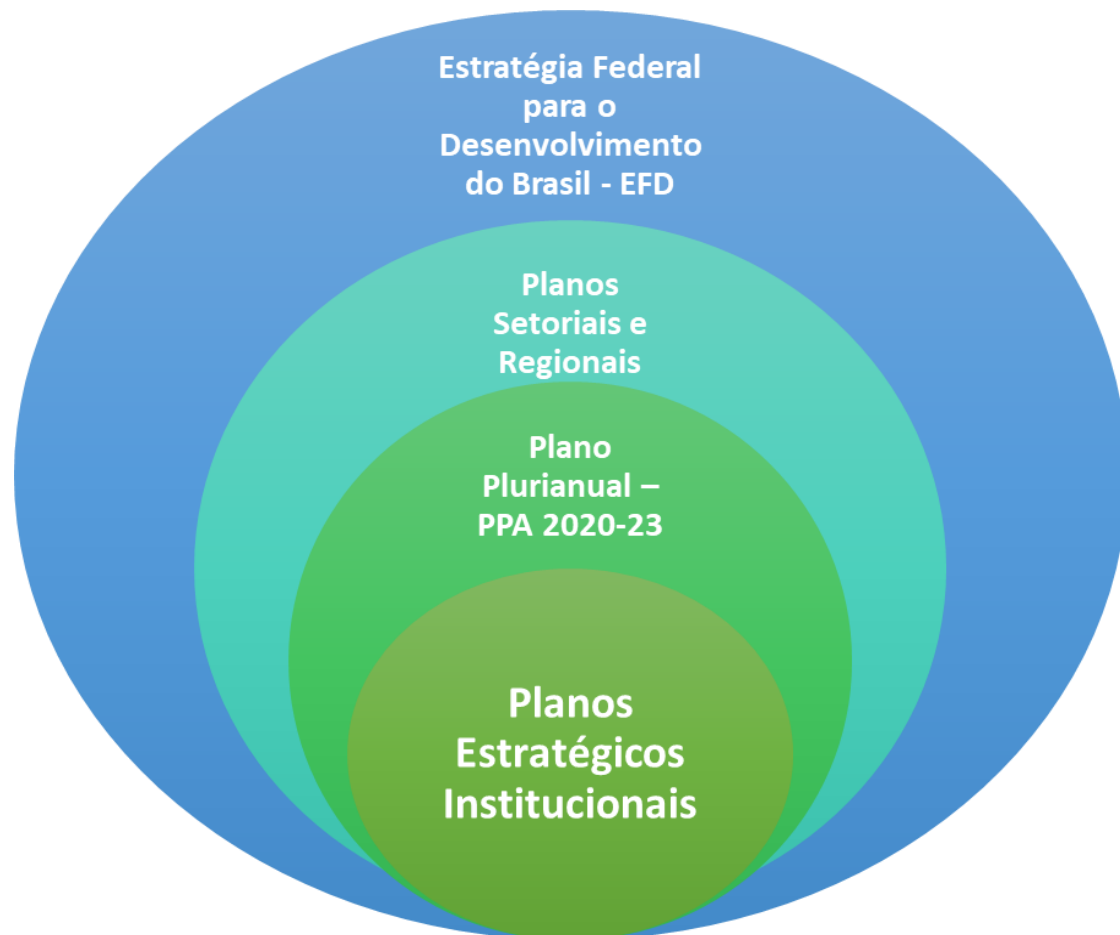 Estratégia Federal
para o
Desenvolvimento
do Brasil - EFD
Planos
Setoriais e
Regionais
Plano
Plurianual –
PPA 2020-23
Planos
Estratégicos
Institucionais